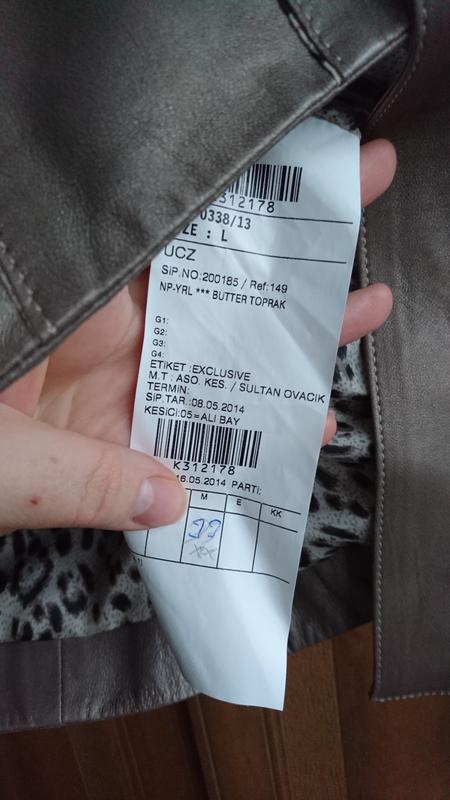 K312178
0338/13
ZE : L
UCZ
SİP.NO:200185 / Ref:149
NP-YRL *** BUTTER TOPRAK
G1:
G2:
G3:
G4:
ETIKET :EXCLUSIVE
M.T : ASO. KES. / SULTAN OVACIK
TERMIN:
SIP.TAR.:08.05.2014
KESICI:05=ALI BAY
K312178
16.05.2014 PARTI:
M E KK